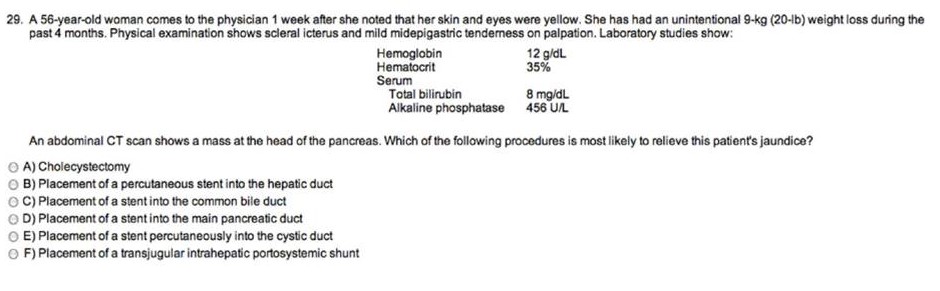 29. A 56-year-old woman comes to the physician 1 week after she noted that her skin and eyes were yellow. She has had an unintentional 9-kg (20-lb) weight loss during the
past 4 months. Physical examination shows scleral icterus and mild midepigastric tenderness on palpation. Laboratory studies show:
Hemoglobin 12 g/dL
Hematocrit 35%
Serum
Total bilirubin 8 mg/dL
Alkaline phosphatase 456 U/L
An abdominal CT scan shows a mass at the head of the pancreas. Which of the following procedures is most likely to relieve this patient's jaundice?
A) Cholecystectomy
B) Placement of a percutaneous stent into the hepatic duct
C) Placement of a stent into the common bile duct
D) Placement of a stent into the main pancreatic duct
E) Placement of a stent percutaneously into the cystic duct
F) Placement of a transjugular intrahepatic portosystemic shunt